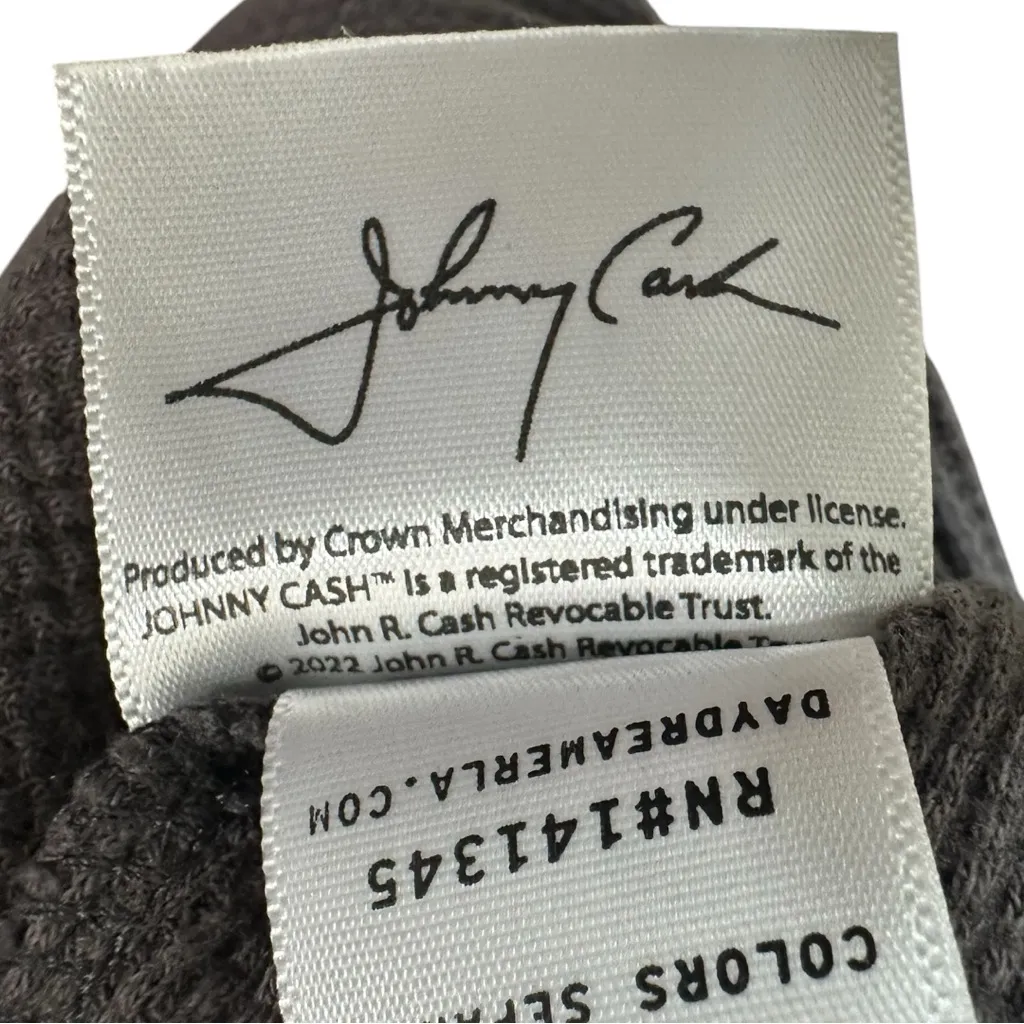 Johnny Cash
Produced by Crown Merchandising under license.
JOHNNY CASH™ is a registered trademark of the
John R. Cash Revocable Trust.
© 2022 John R. Cash Revocable
COLORS
RN#141345
DAYDREAMERLA.COM